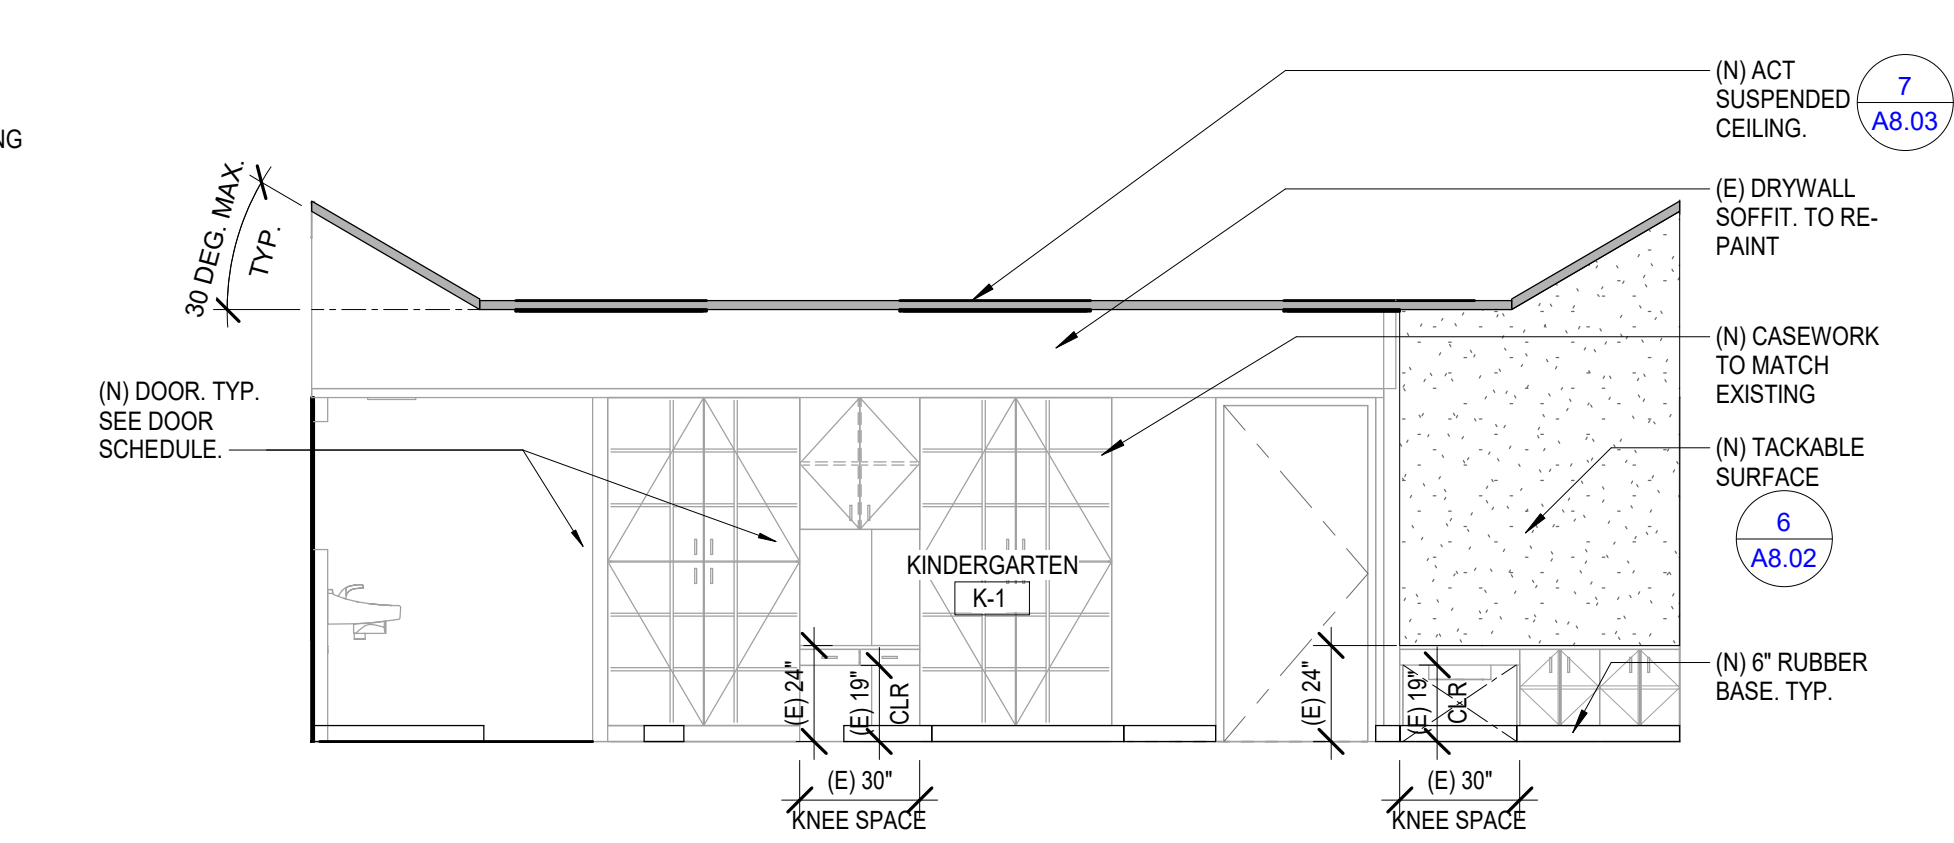 (N) ACT
SUSPENDED
CEILING.
7
A8.03
NG
30 DEG. MAX.
TYP.
(E) DRYWALL
SOFFIT. TO RE-
PAINT
(N) CASEWORK
TO MATCH
EXISTING
(N) DOOR. TYP.
SEE DOOR
SCHEDULE.
(N) TACKABLE
SURFACE
6
A8.02
KINDERGARTEN
K-1
(E) 24"
(E) 19"
CLR
(E) 24"
(E) 19"
CLR
(N) 6" RUBBER
BASE. TYP.
(E) 30"
KNEE SPACE
(E) 30"
KNEE SPACE